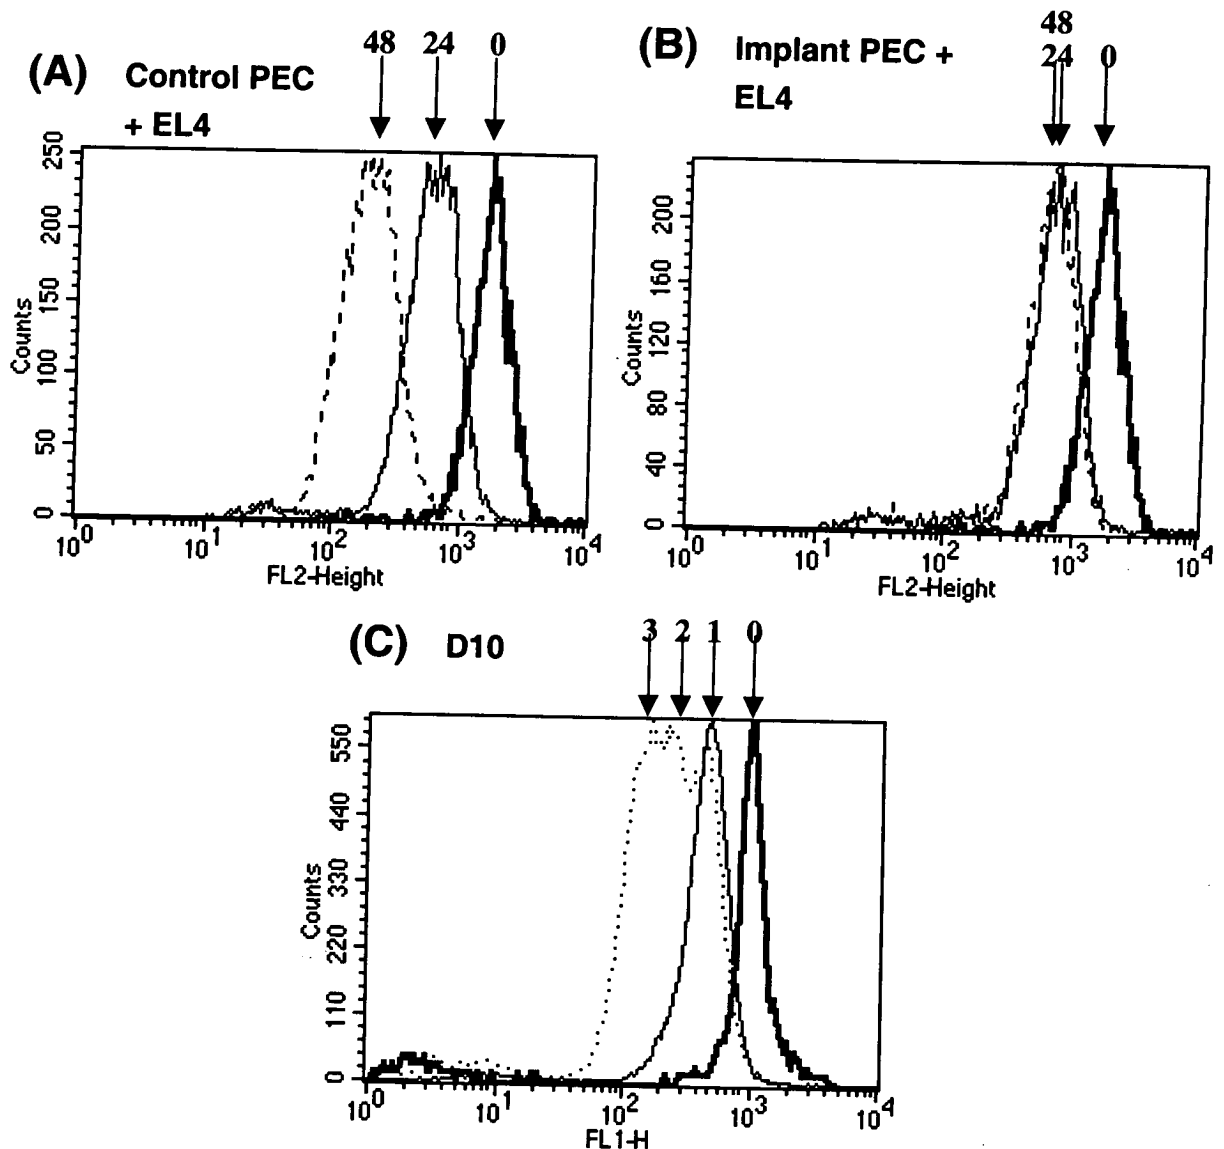 (A) Control PEC
+ EL4
48 24 0
Counts
250
200
150
100
50
0
10^0 10^1 10^2 10^3 10^4
FL2-Height
(B) Implant PEC +
EL4
48
24 0
Counts
200
160
120
80
40
0
10^0 10^1 10^2 10^3 10^4
FL2-Height
(C) D10
3 2 1 0
Counts
550
440
330
220
110
0
10^0 10^1 10^2 10^3 10^4
FL1-H